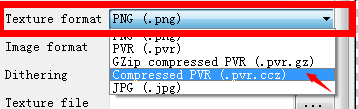 Texture format PNG (.png)
PNG (.png)
Image format PVR (.pvr)
GZip compressed PVR (.pvr.gz)
Dithering Compressed PVR (.pvr.ccz)
JPG (.jpg)
Texture file ...